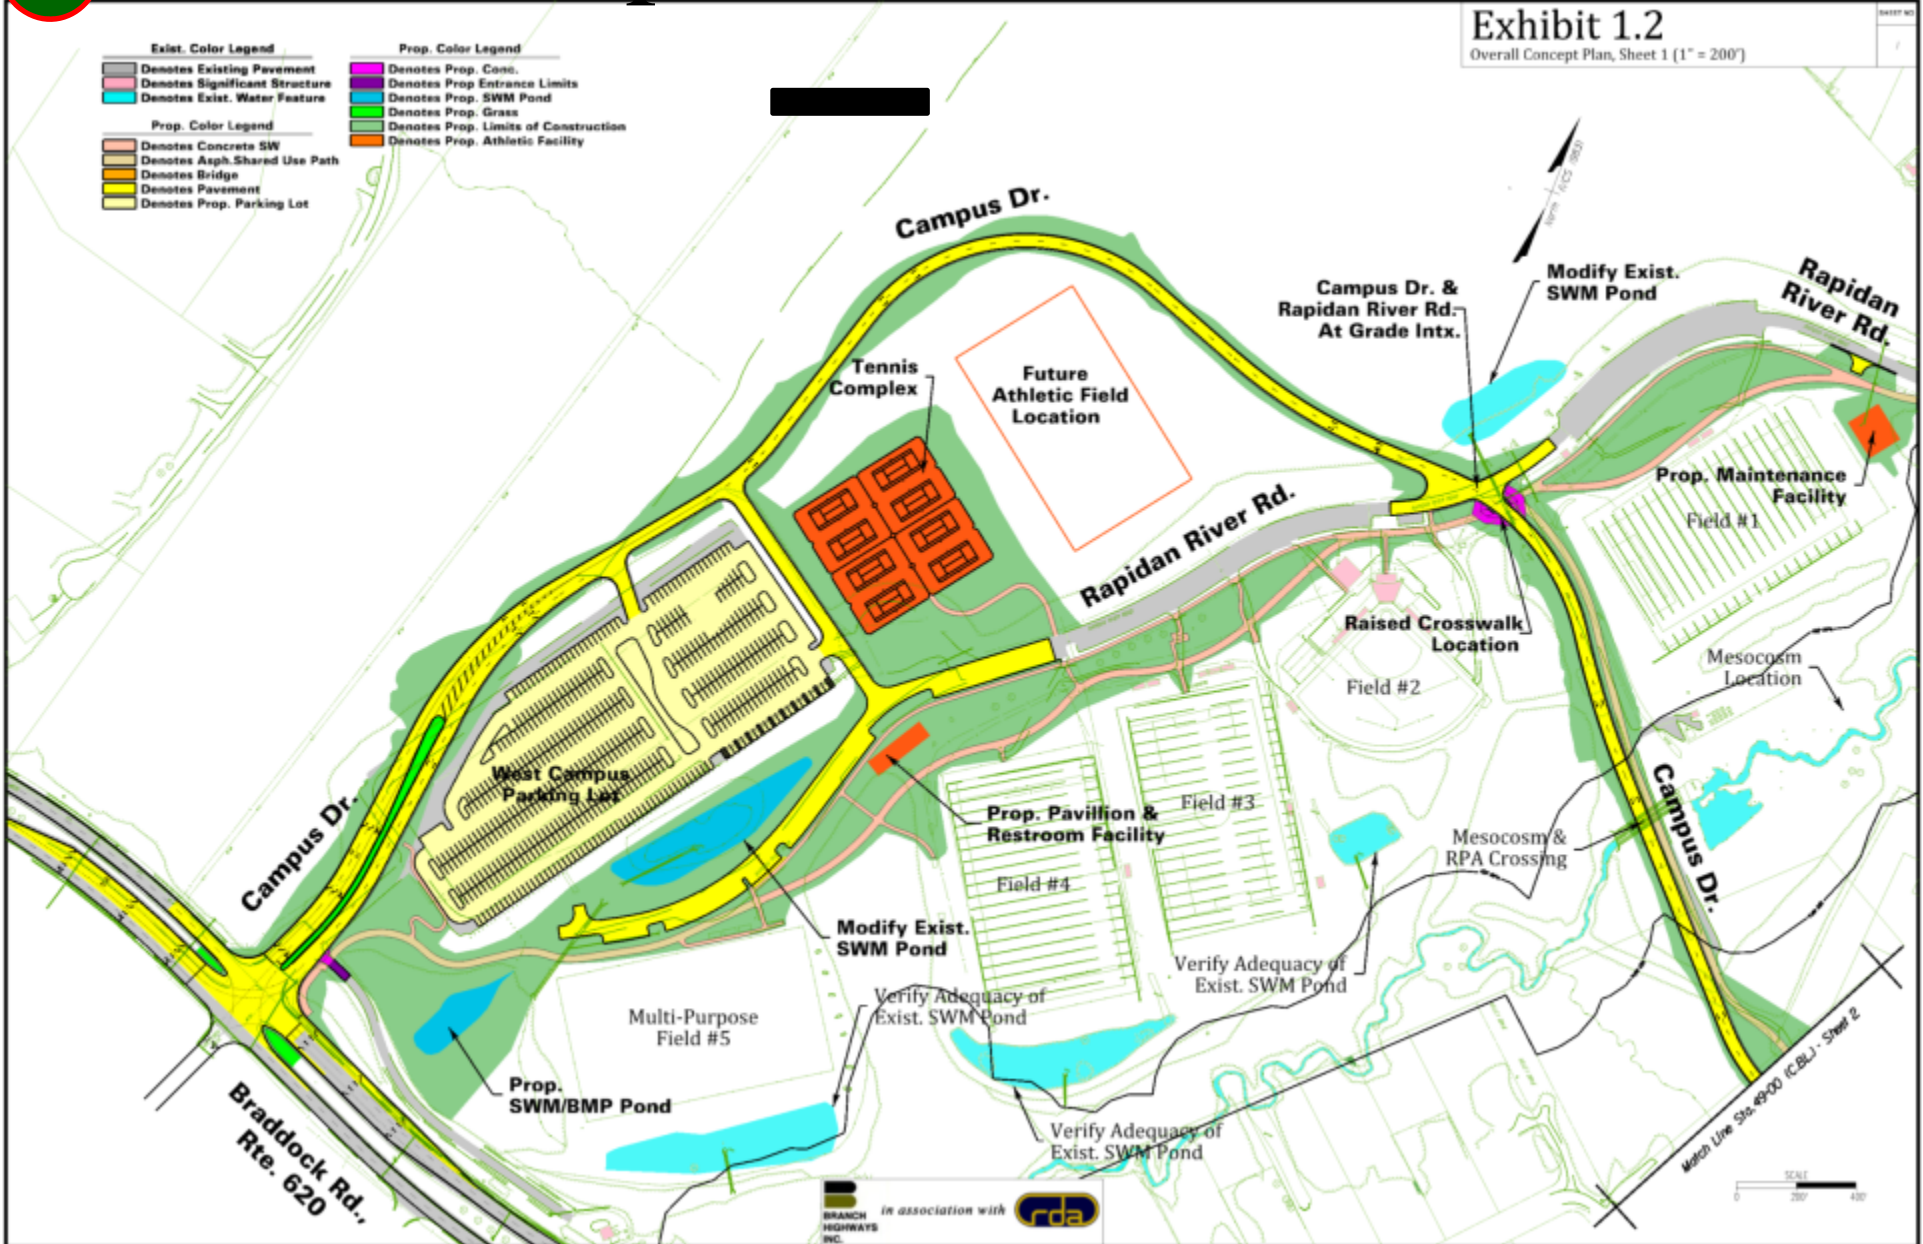 Exhibit 1.2
Overall Concept Plan, Sheet 1 (1" = 200')
SHEET NO.
Exist. Color Legend
Denotes Existing Pavement
Denotes Significant Structure
Denotes Exist. Water Feature
Prop. Color Legend
Denotes Concrete SW
Denotes Asph.Shared Use Path
Denotes Bridge
Denotes Pavement
Denotes Prop. Parking Lot
Prop. Color Legend
Denotes Prop. Conc.
Denotes Prop Entrance Limits
Denotes Prop. SWM Pond
Denotes Prop. Grass
Denotes Prop. Limits of Construction
Denotes Prop. Athletic Facility
Campus Dr.
Campus Dr. &
Rapidan River Rd.
At Grade Intx.
Modify Exist.
SWM Pond
Rapidan
River Rd.
Tennis
Complex
Future
Athletic Field
Location
Rapidan River Rd.
Prop. Maintenance
Facility
Field #1
Raised Crosswalk
Location
Mesocosm
Location
Field #2
West Campus
Parking Lot
Campus Dr.
Prop. Pavillion &
Restroom Facility
Field #3
Mesocosm &
RPA Crossing
Campus Dr.
Field #4
Modify Exist.
SWM Pond
Verify Adequacy of
Exist. SWM Pond
Verify Adequacy of
Exist. SWM Pond
Multi-Purpose
Field #5
Prop.
SWM/BMP Pond
Verify Adequacy of
Exist. SWM Pond
Braddock Rd.,
Rte. 620
Match Line Sta. 49+00 (C.BL) - Sheet 2
SCALE
0 200' 400'
BRANCH
HIGHWAYS
INC.
in association with
rda